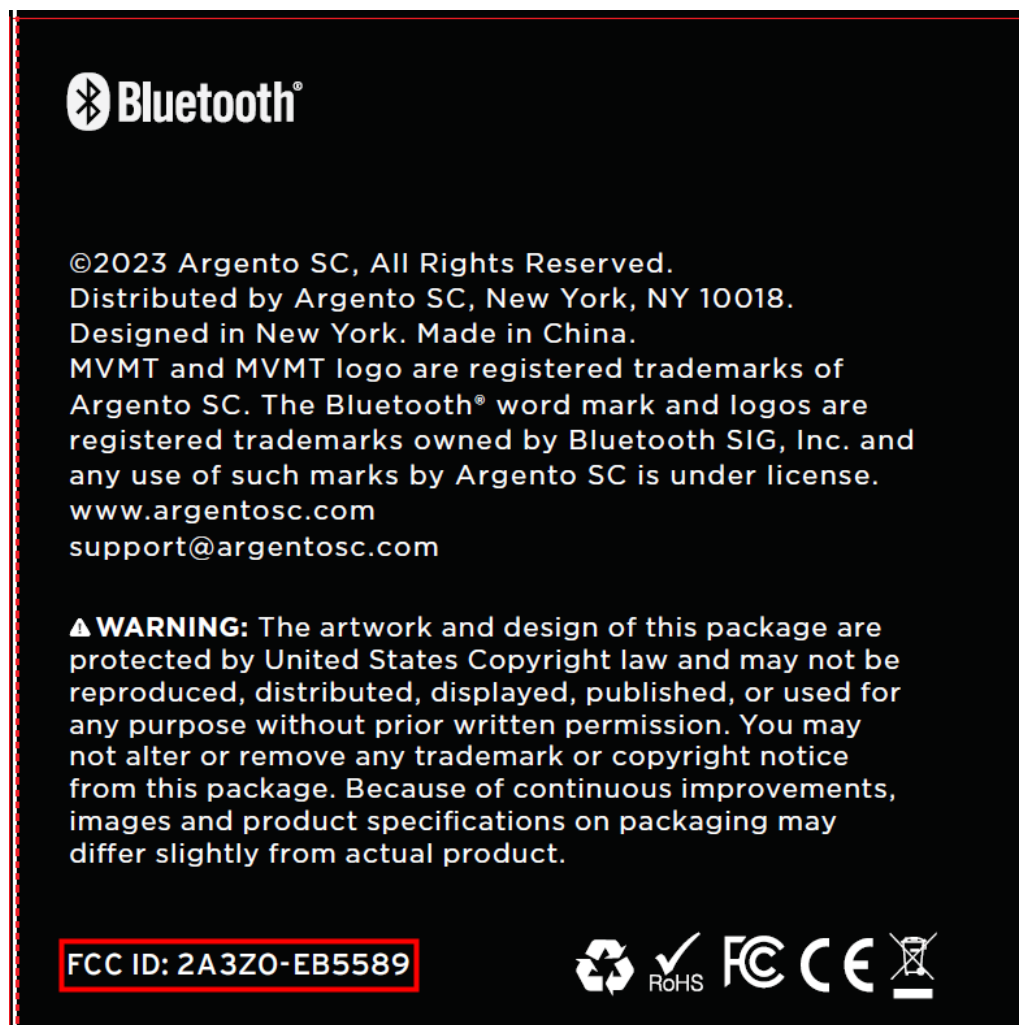 Bluetooth®
©2023 Argento SC, All Rights Reserved.
Distributed by Argento SC, New York, NY 10018.
Designed in New York. Made in China.
MVMT and MVMT logo are registered trademarks of
Argento SC. The Bluetooth® word mark and logos are
registered trademarks owned by Bluetooth SIG, Inc. and
any use of such marks by Argento SC is under license.
www.argentosc.com
support@argentosc.com
WARNING: The artwork and design of this package are
protected by United States Copyright law and may not be
reproduced, distributed, displayed, published, or used for
any purpose without prior written permission. You may
not alter or remove any trademark or copyright notice
from this package. Because of continuous improvements,
images and product specifications on packaging may
differ slightly from actual product.
FCC ID: 2A3ZO-EB5589 RoHS FC CE